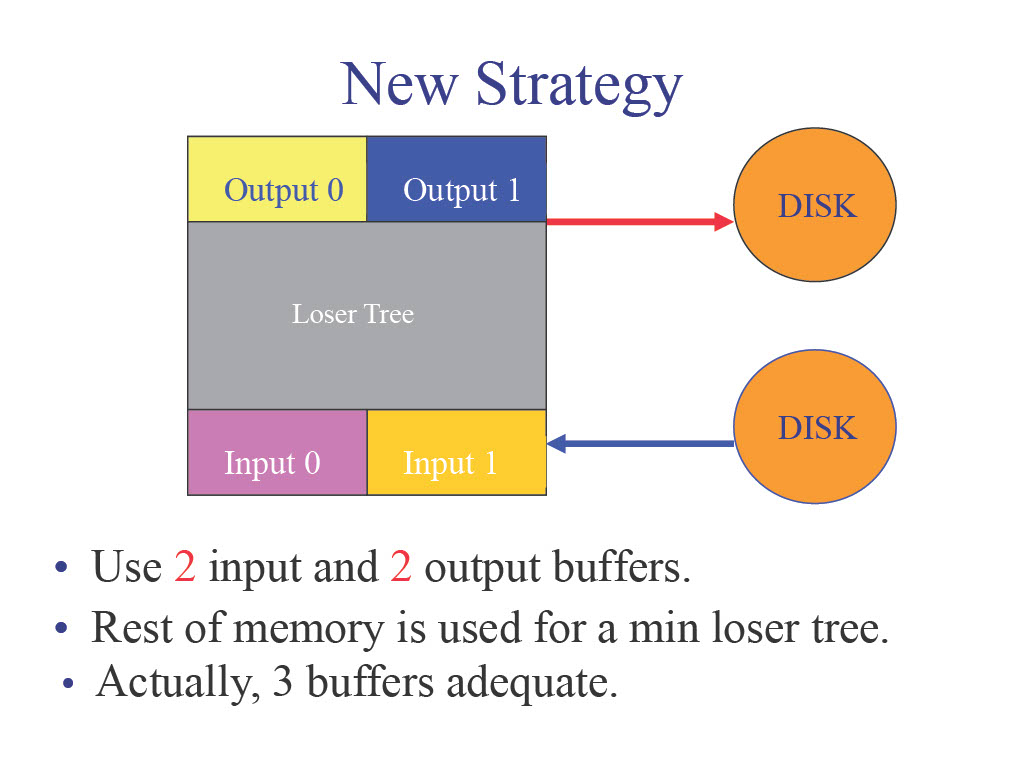 New Strategy
Output 0
Output 1
DISK
Loser Tree
DISK
Input 0
Input 1
• Use 2 input and 2 output buffers.
• Rest of memory is used for a min loser tree.
• Actually, 3 buffers adequate.